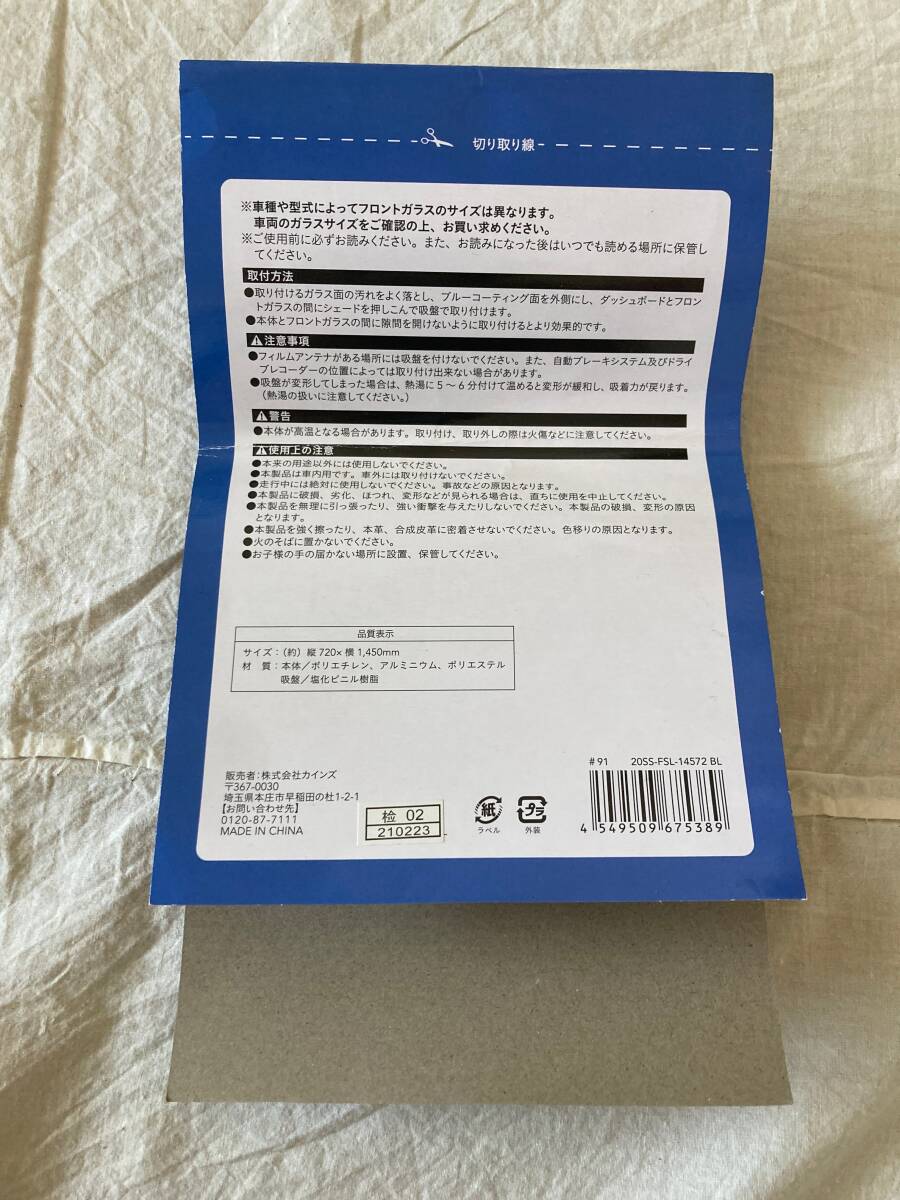 切り取り線
※車種や型式によってフロントガラスのサイズは異なります。
車両のガラスサイズをご確認の上、お買い求めください。
※ご使用前に必ずお読みください。また、お読みになった後はいつでも読める場所に保管し
てください。
取付方法
●取り付けるガラス面の汚れをよく落とし、ブルーコーティング面を外側にし、ダッシュボードとフロン
トガラスの間にシェードを押しこんで吸盤で取り付けます。
●本体とフロントガラスの間に隙間を開けないように取り付けるとより効果的です。
注意事項
●フィルムアンテナがある場所には吸盤を付けないでください。また、自動ブレーキシステム及びドライ
ブレコーダーの位置によっては取り付け出来ない場合があります。
●吸盤が変形してしまった場合は、熱湯に5～6分付けて温めると変形が緩和し、吸着力が戻ります。
（熱湯の扱いに注意してください。）
警告
●本体が高温となる場合があります。取り付け、取り外しの際は火傷などに注意してください。
使用上の注意
●本来の用途以外には使用しないでください。
●本製品は車内用です。車外には取り付けないでください。
●走行中には絶対に使用しないでください。事故などの原因となります。
●本製品に破損、劣化、ほつれ、変形などが見られる場合は、直ちに使用を中止してください。
●本製品を無理に引っ張ったり、強い衝撃を与えたりしないでください。本製品の破損、変形の原因
となります。
●本製品を強く擦ったり、本革、合成皮革に密着させないでください。色移りの原因となります。
●火のそばに置かないでください。
●お子様の手の届かない場所に設置、保管してください。
品質表示
サイズ：（約）縦720×横1,450mm
材 質：本体／ポリエチレン、アルミニウム、ポリエステル
吸盤／塩化ビニル樹脂
販売者：株式会社カインズ
〒367-0030
埼玉県本庄市早稲田の杜1-2-1
【お問い合わせ先】
0120-87-7111
MADE IN CHINA
检 02
210223
紙
ラベル
プラ
外装
#91 20SS-FSL-14572 BL
4 549509 675389